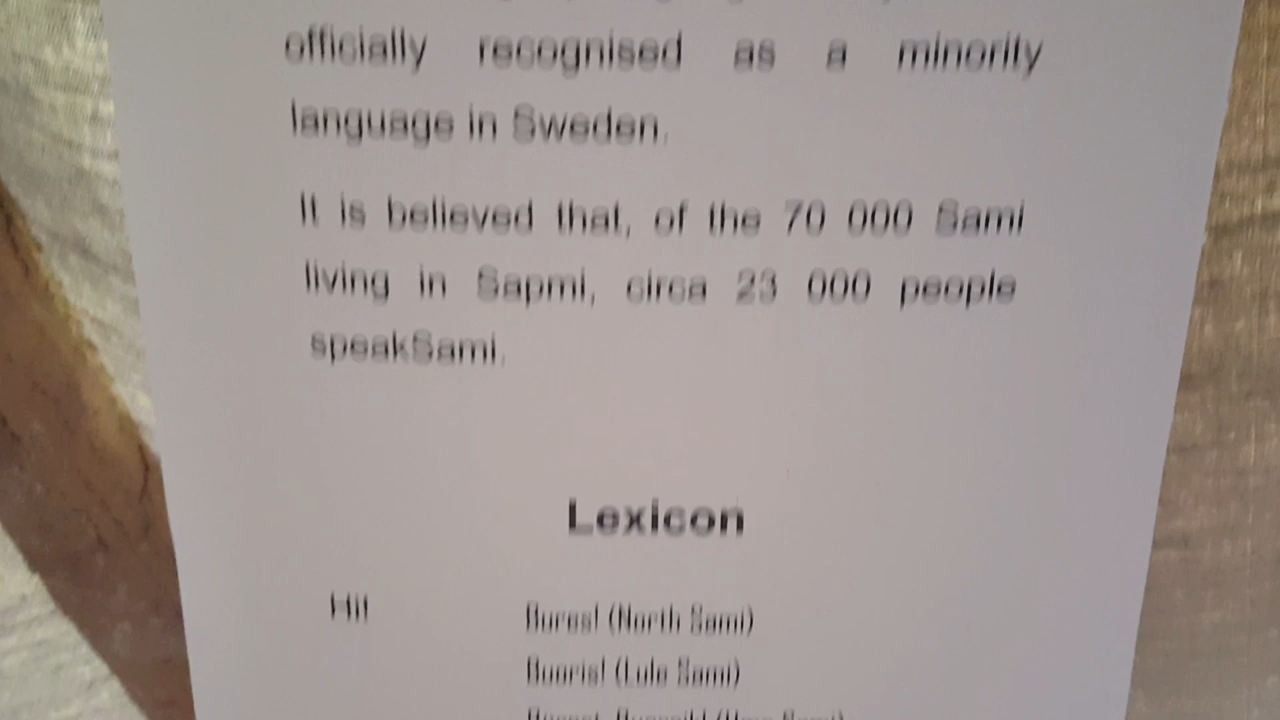 officially recognised as a minority
language in Sweden.
It is believed that, of the 70 000 Sami
living in Sapmi, circa 23 000 people
speakSami.
Lexicon
Hi! Bures! (North Sami)
Buoris! (Lule Sami)